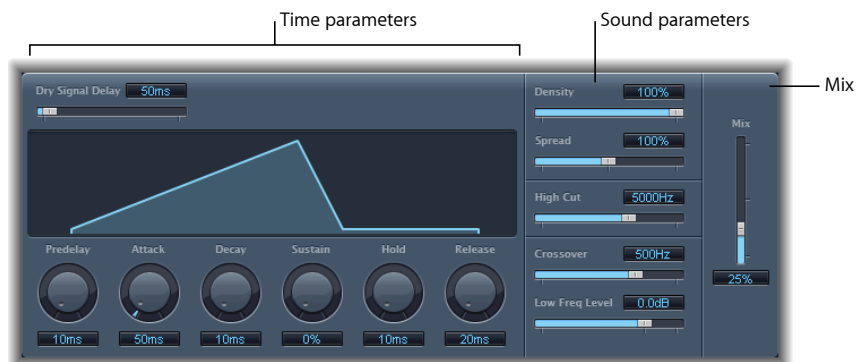 Time parameters
Sound parameters
Mix
Dry Signal Delay 50ms
Density 100%
Spread 100%
High Cut 5000Hz
Crossover 500Hz
Low Freq Level 0.0dB
Mix
25%
Predelay Attack Decay Sustain Hold Release
10ms 50ms 10ms 0% 10ms 20ms